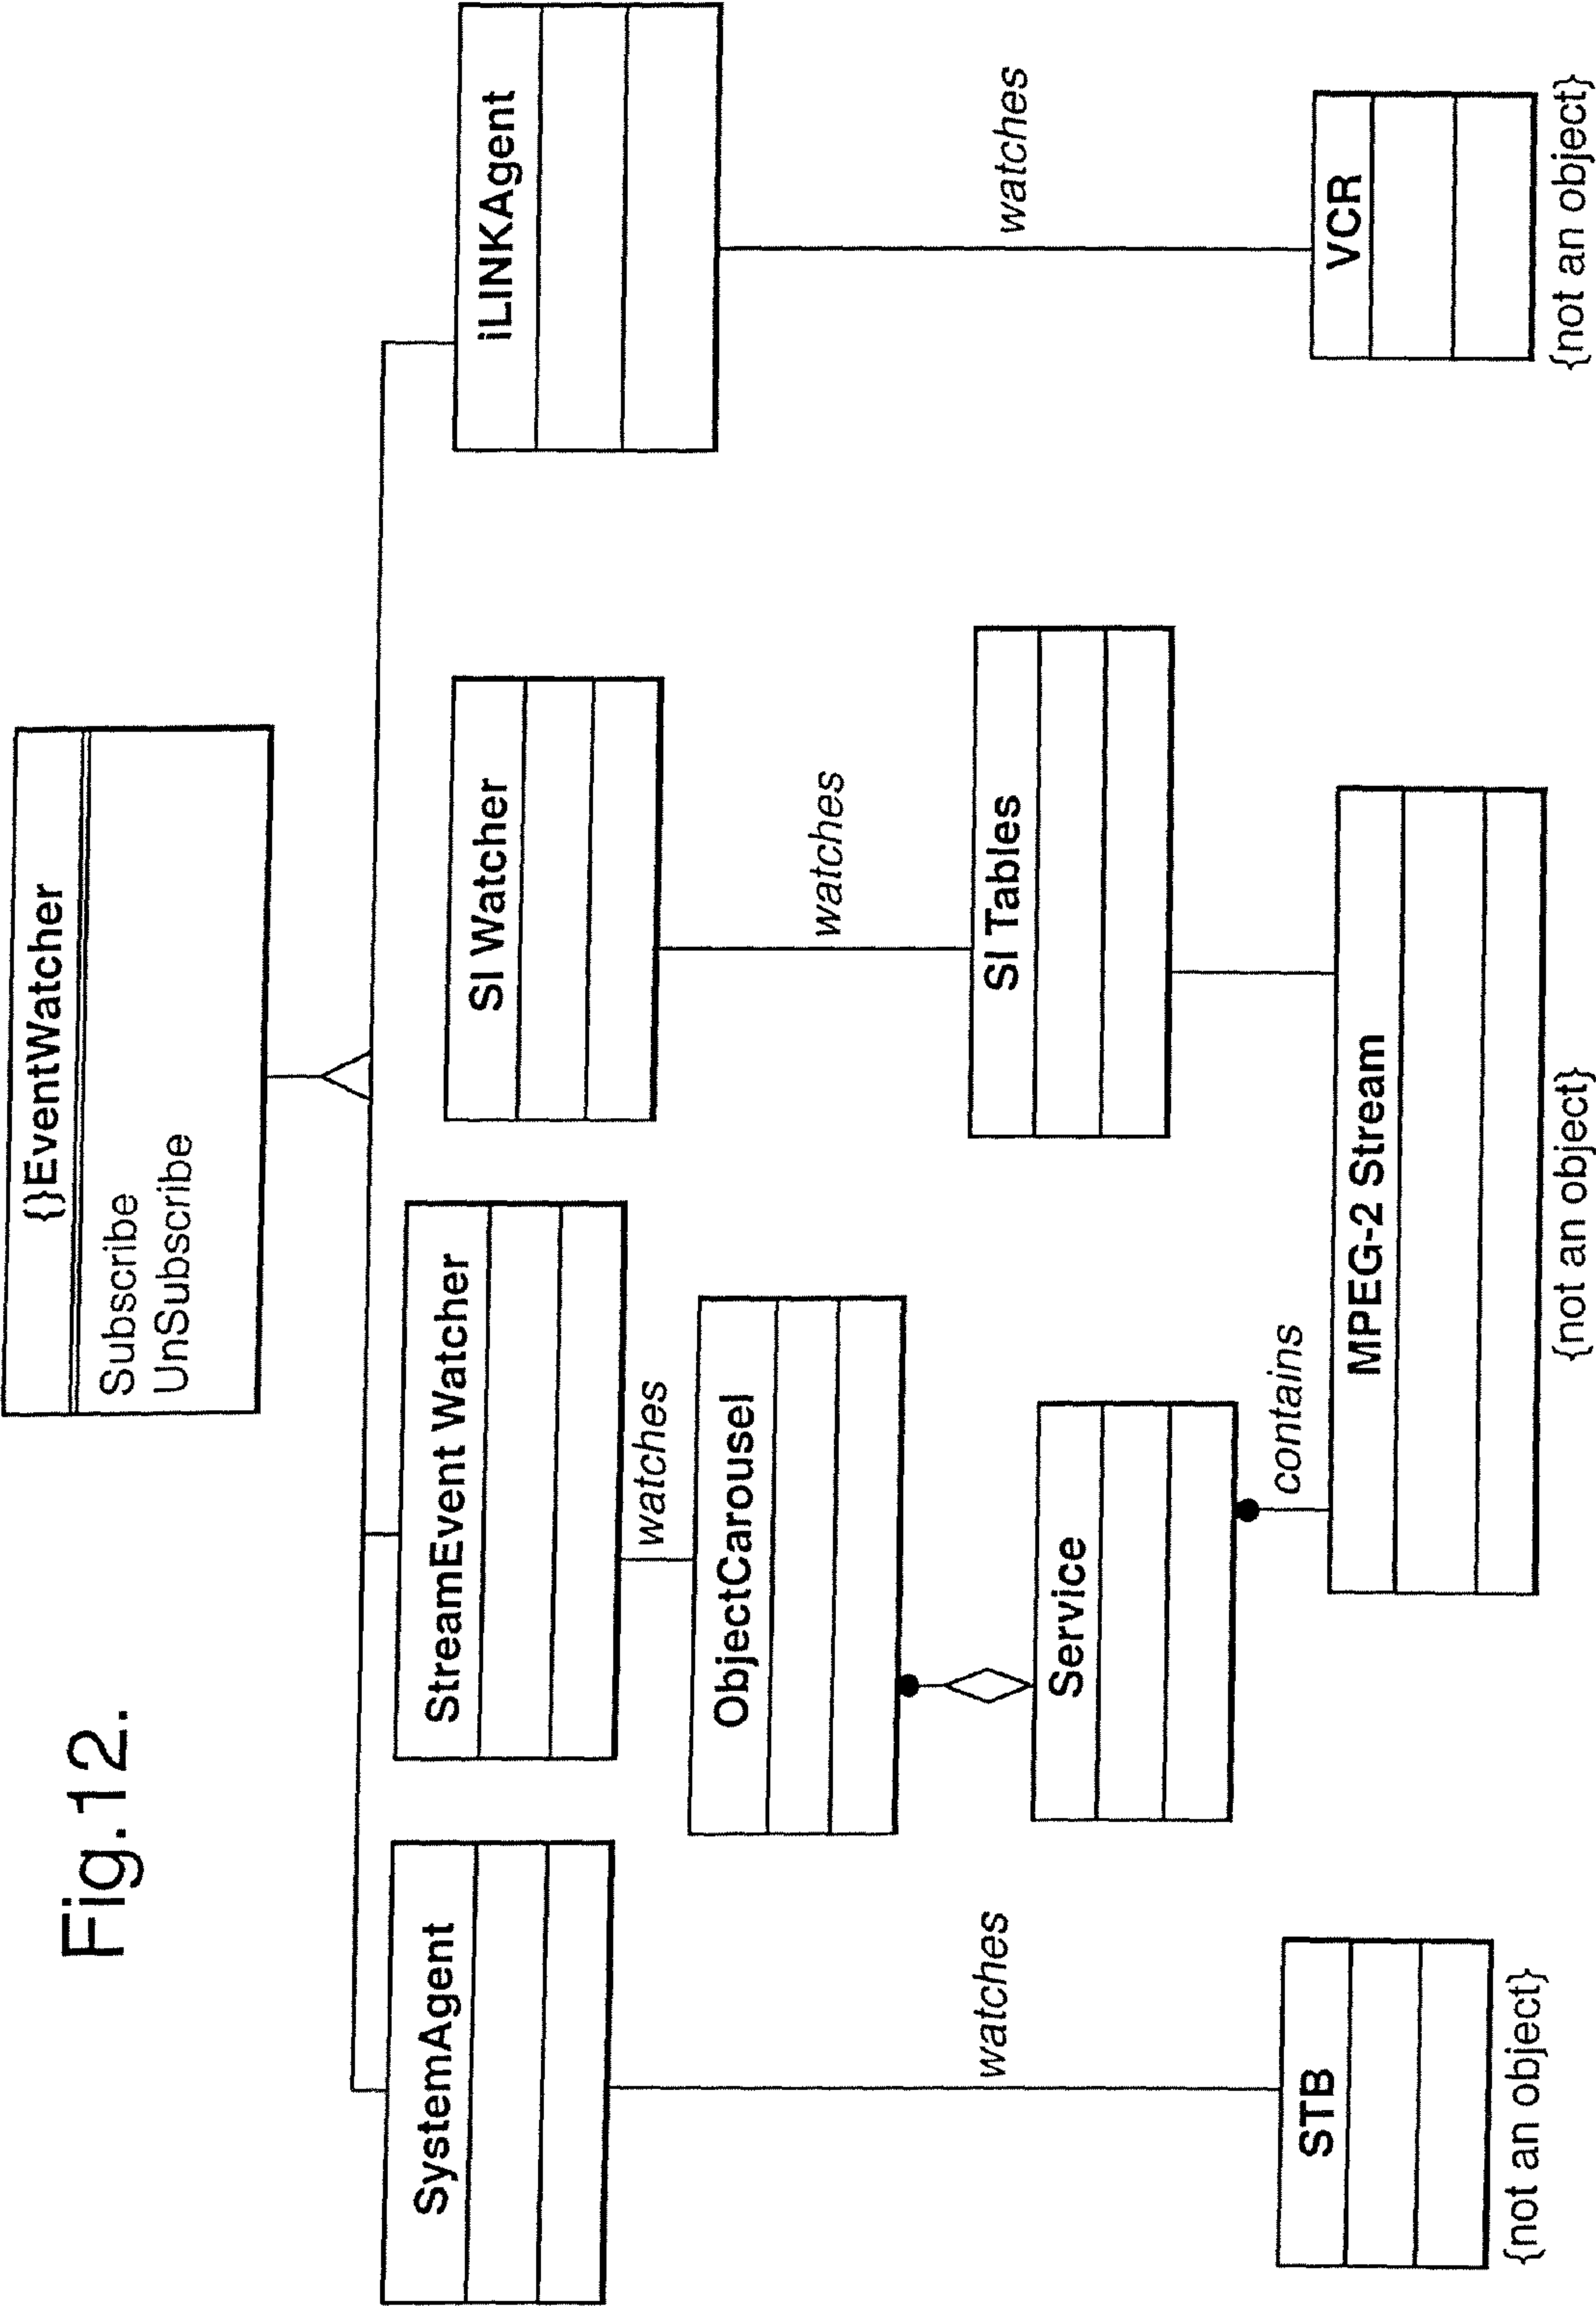 Fig.12.
{}EventWatcher
Subscribe
UnSubscribe
SystemAgent
StreamEvent Watcher
SI Watcher
iLINKAgent
watches
ObjectCarousel
watches
watches
watches
SI Tables
Service
contains
STB
MPEG-2 Stream
VCR
{not an object}
{not an object}
{not an object}